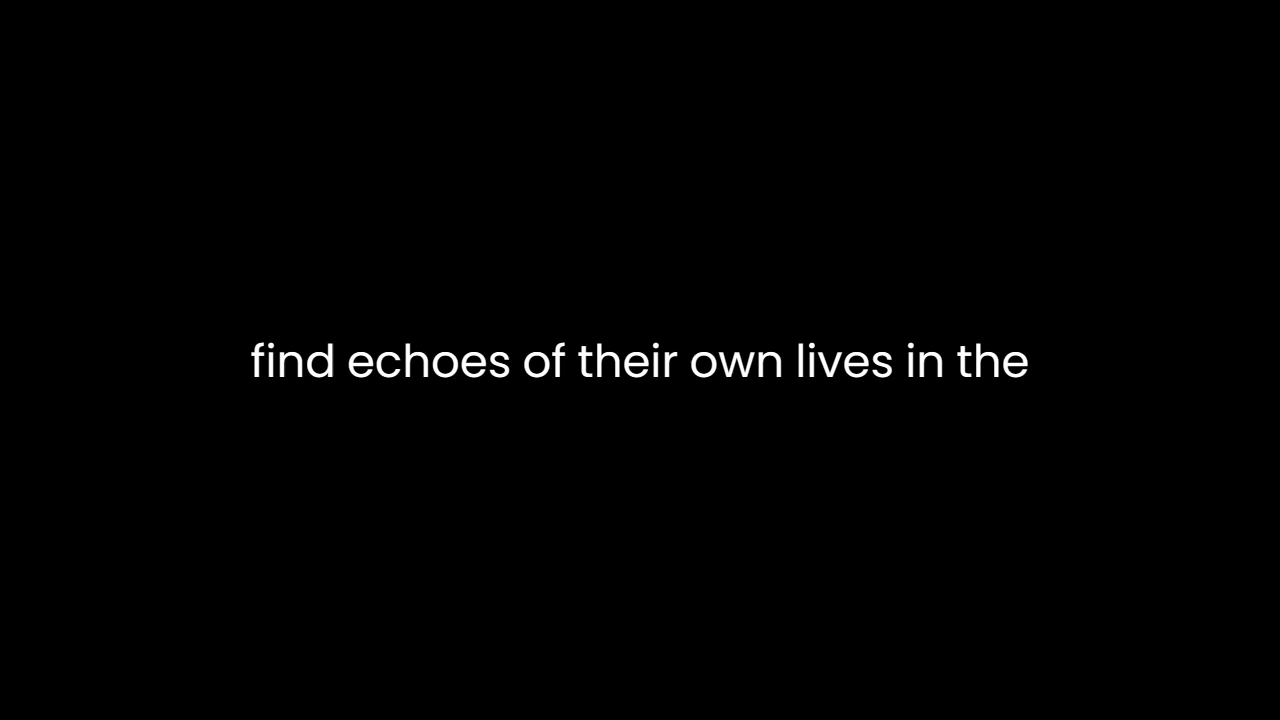 find echoes of their own lives in the